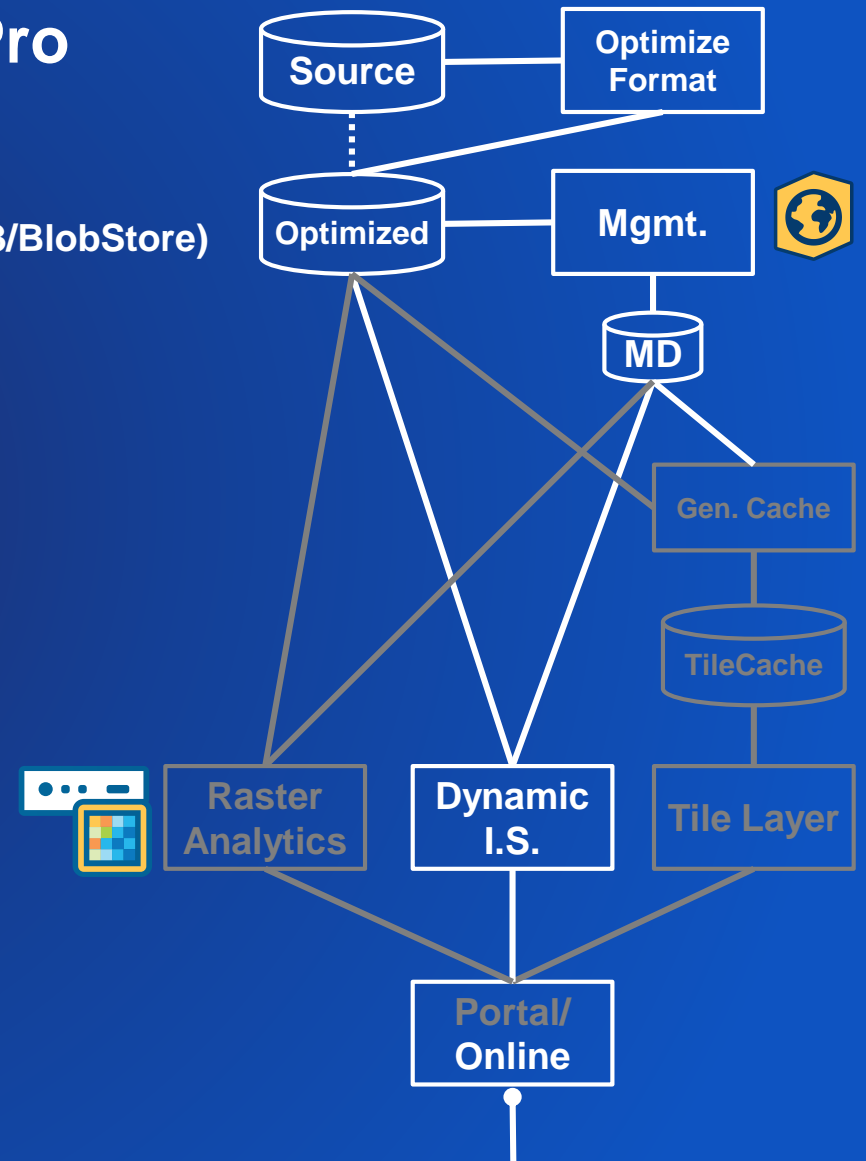 Pro
Source
Optimize
Format
/BlobStore)
Optimized
Mgmt.
MD
Gen. Cache
TileCache
Raster
Analytics
Dynamic
I.S.
Tile Layer
Portal/
Online